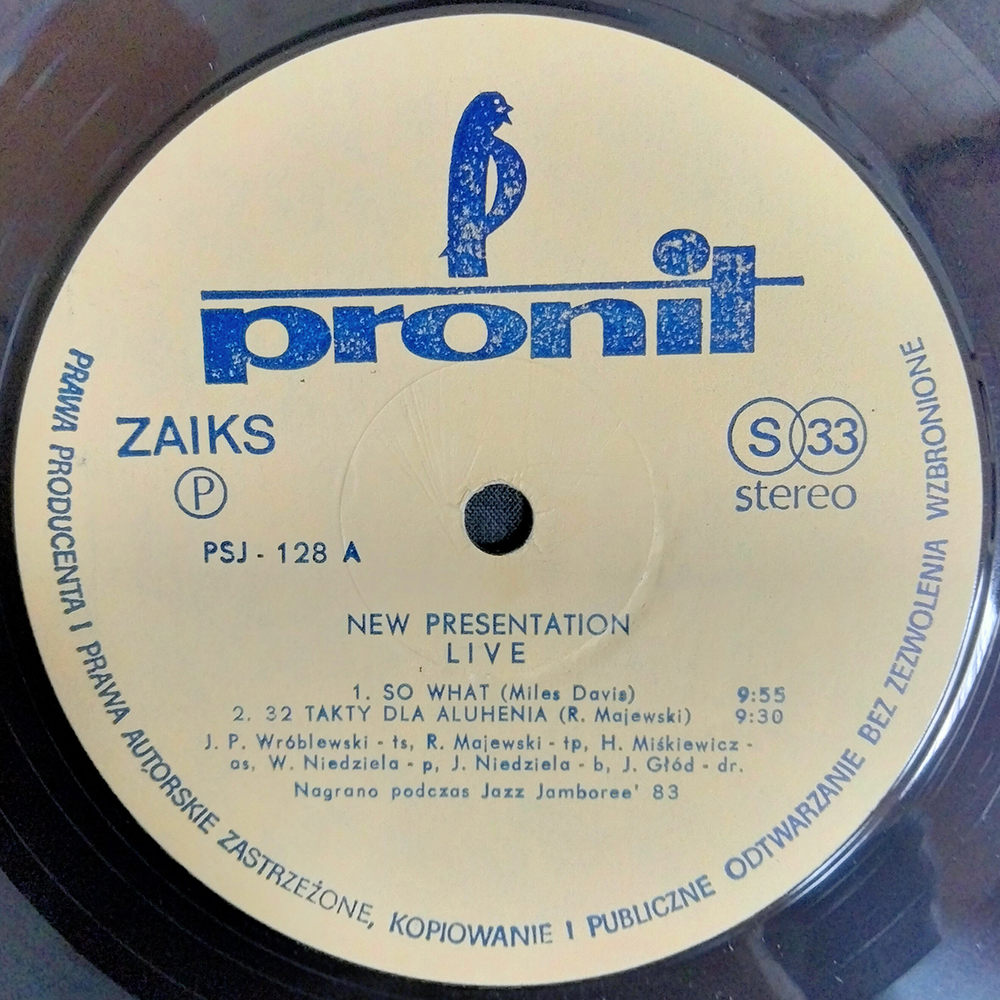 pronit
ZAIKS
P
S 33
stereo
PSJ - 128 A
NEW PRESENTATION
LIVE
1. SO WHAT (Miles Davis) 9:55
2. 32 TAKTY DLA ALUHENIA (R. Majewski) 9:30
J. P. Wróblewski - ts, R. Majewski - tp, H. Miśkiewicz -
as, W. Niedziela - p, J. Niedziela - b, J. Głód - dr.
Nagrano podczas Jazz Jamboree' 83
PRAWA PRODUCENTA I PRAWA AUTORSKIE ZASTRZEŻONE, KOPIOWANIE I PUBLICZNE ODTWARZANIE BEZ ZEZWOLENIA WZBRONIONE